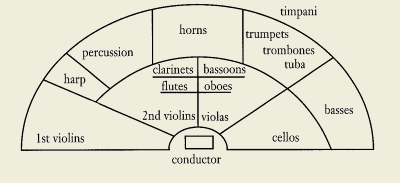 timpani
horns
trumpets
percussion
trombones
tuba
clarinets bassoons
harp
flutes oboes
basses
2nd violins violas
1st violins
cellos
conductor